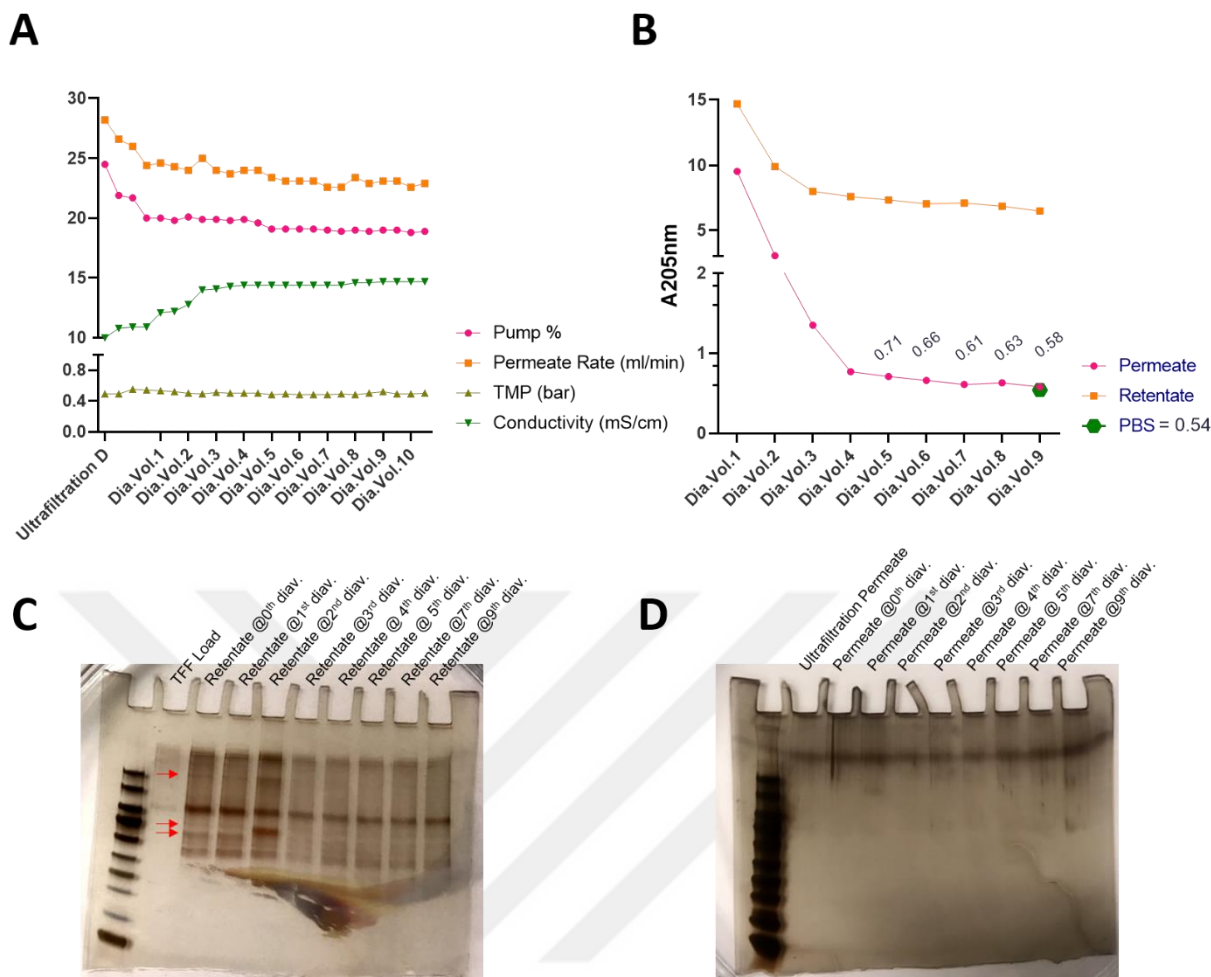 A
30
25
20
15
10
0.8
0.4
0.0
Ultrafiltration D
Dia.Vol.1
Dia.Vol.2
Dia.Vol.3
Dia.Vol.4
Dia.Vol.5
Dia.Vol.6
Dia.Vol.7
Dia.Vol.8
Dia.Vol.9
Dia.Vol.10
Pump %
Permeate Rate (ml/min)
TMP (bar)
Conductivity (mS/cm)
B
A205nm
15
10
5
2
1
0
0.71
0.66
0.61
0.63
0.58
Dia.Vol.1
Dia.Vol.2
Dia.Vol.3
Dia.Vol.4
Dia.Vol.5
Dia.Vol.6
Dia.Vol.7
Dia.Vol.8
Dia.Vol.9
Permeate
Retentate
PBS = 0.54
C
TFF Load
Retentate @0th diav.
Retentate @1st diav.
Retentate @2nd diav.
Retentate @3rd diav.
Retentate @ 4th diav.
Retentate @ 5th diav.
Retentate @7th diav.
Retentate @9th diav.
D
Ultrafiltration Permeate
Permeate @0th diav.
Permeate @1st diav.
Permeate @2nd diav.
Permeate @3rd diav.
Permeate @ 4th diav.
Permeate @ 5th diav.
Permeate @7th diav.
Permeate @9th diav.